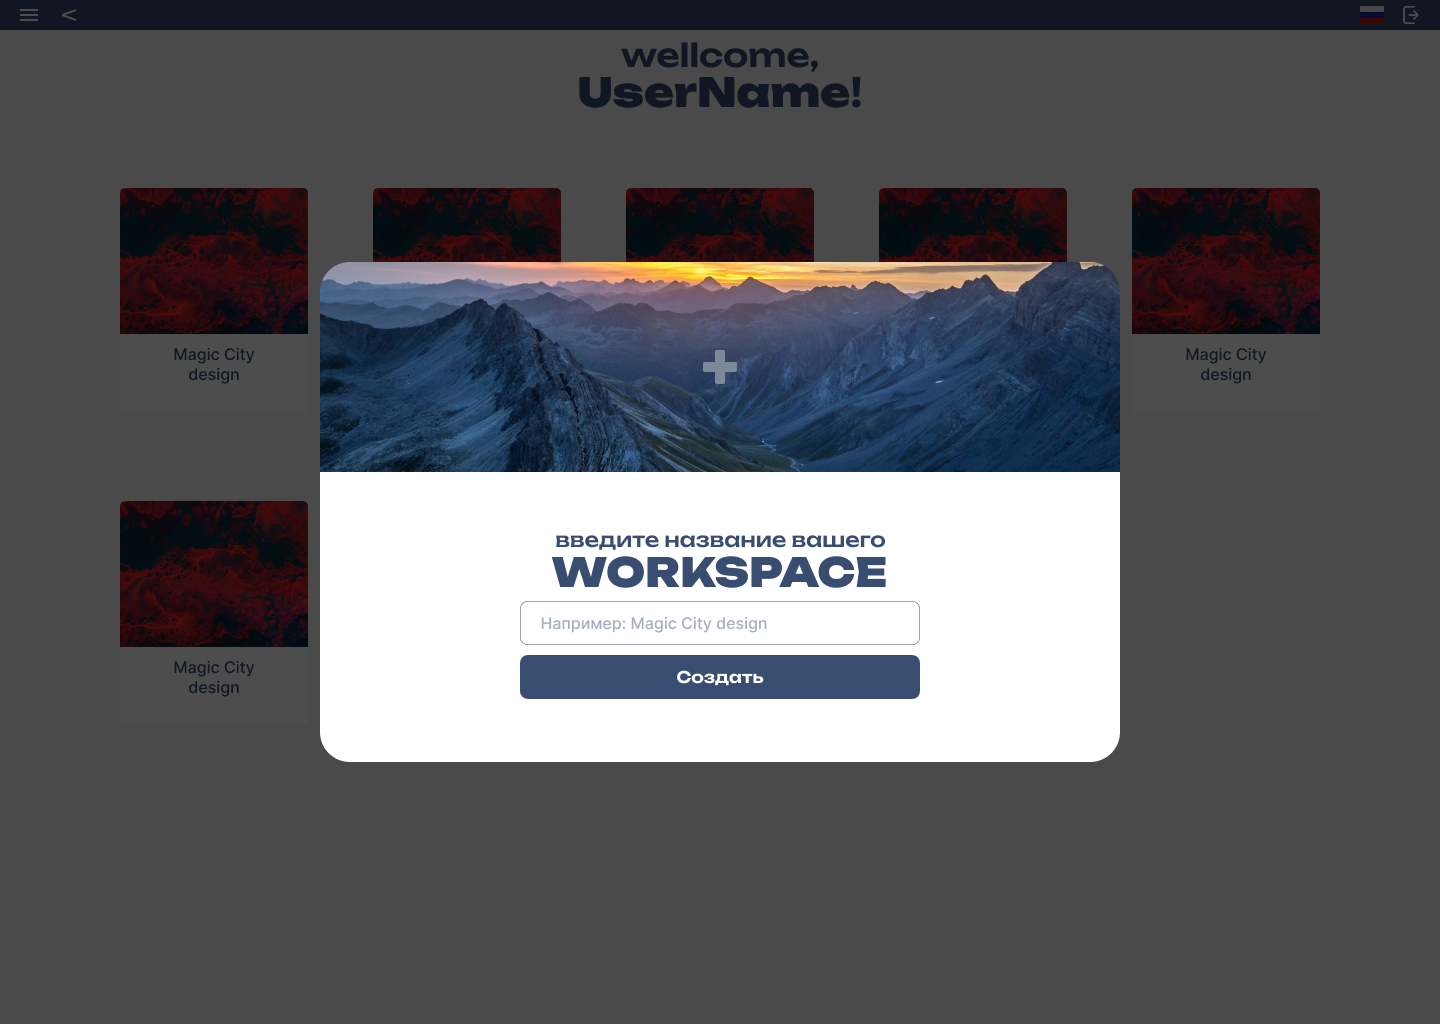 wellcome,
UserName!
Magic City
design
Magic City
design
введите название вашего
WORKSPACE
Например: Magic City design
Создать
Magic City
design